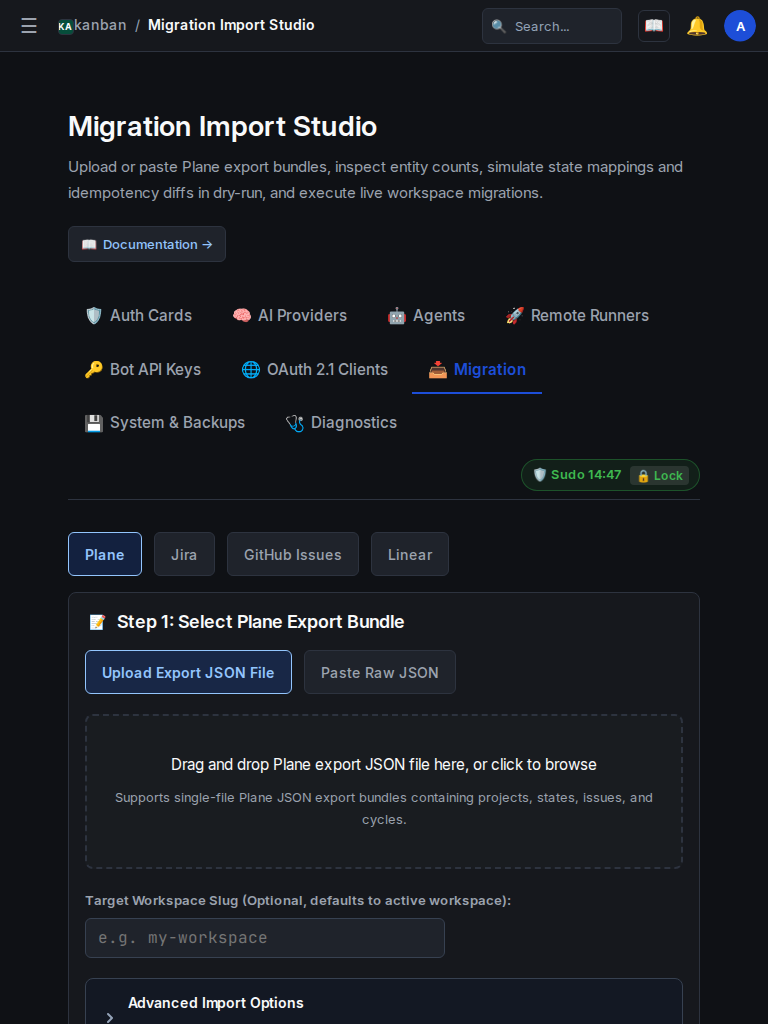 KA kanban / Migration Import Studio
Search...
A
Migration Import Studio
Upload or paste Plane export bundles, inspect entity counts, simulate state mappings and
idempotency diffs in dry-run, and execute live workspace migrations.
Documentation →
Auth Cards
AI Providers
Agents
Remote Runners
Bot API Keys
OAuth 2.1 Clients
Migration
System & Backups
Diagnostics
Sudo 14:47
Lock
Plane
Jira
GitHub Issues
Linear
Step 1: Select Plane Export Bundle
Upload Export JSON File
Paste Raw JSON
Drag and drop Plane export JSON file here, or click to browse
Supports single-file Plane JSON export bundles containing projects, states, issues, and
cycles.
Target Workspace Slug (Optional, defaults to active workspace):
e.g. my-workspace
Advanced Import Options